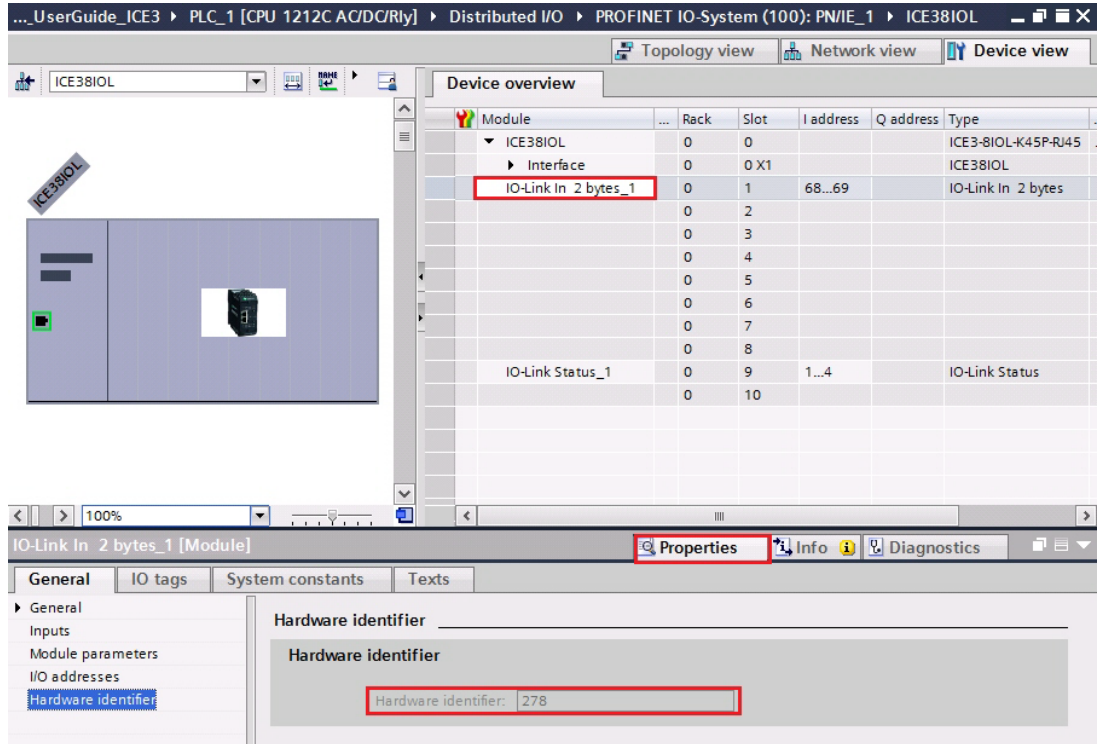 ..._UserGuide_ICE3 ▸ PLC_1 [CPU 1212C AC/DC/Rly] ▸ Distributed I/O ▸ PROFINET IO-System (100): PN/IE_1 ▸ ICE38IOL
Topology view Network view Device view
ICE38IOL
Device overview
Module ... Rack Slot I address Q address Type
ICE38IOL 0 0 ICE3-8IOL-K45P-RJ45
Interface 0 0 X1 ICE38IOL
IO-Link In 2 bytes_1 0 1 68...69 IO-Link In 2 bytes
0 2
0 3
0 4
0 5
0 6
0 7
0 8
IO-Link Status_1 0 9 1...4 IO-Link Status
0 10
ICE38IOL
100%
IO-Link In 2 bytes_1 [Module]
Properties Info Diagnostics
General IO tags System constants Texts
General
Inputs
Module parameters
I/O addresses
Hardware identifier
Hardware identifier
Hardware identifier
Hardware identifier: 278